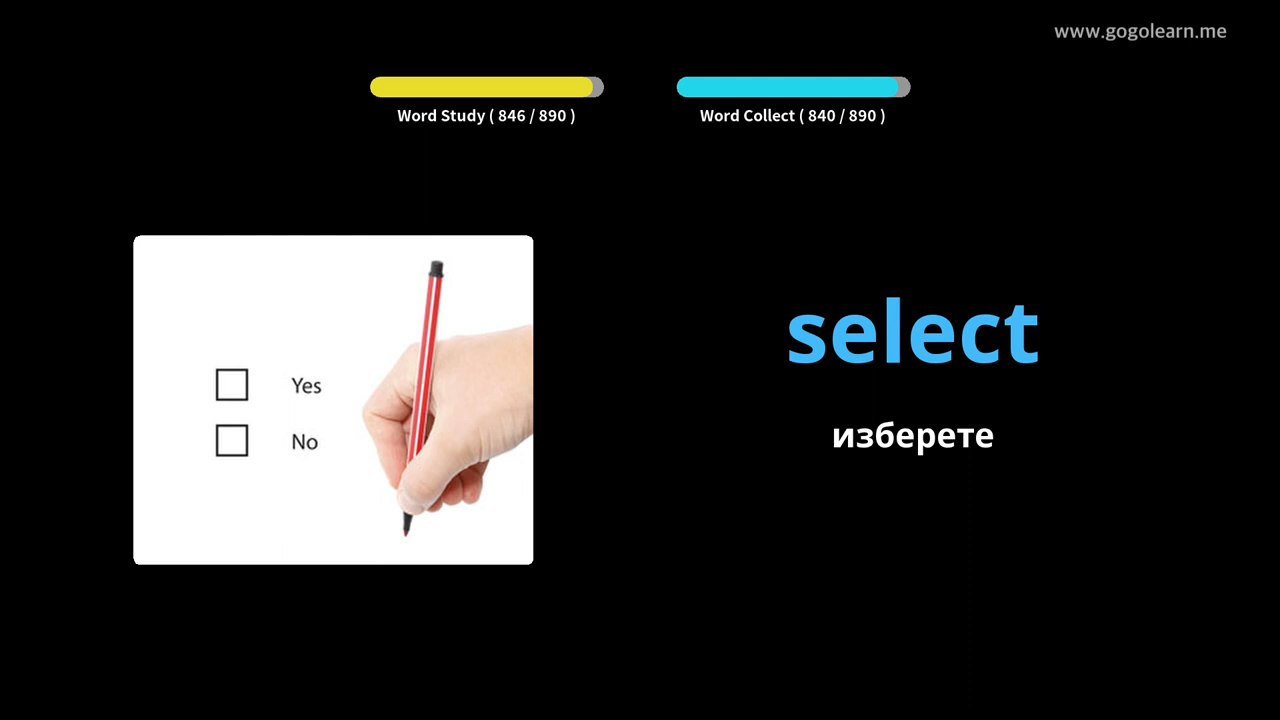 www.gogolearn.me
Word Study ( 846 / 890 )
Word Collect ( 840 / 890 )
Yes
No
select
изберете